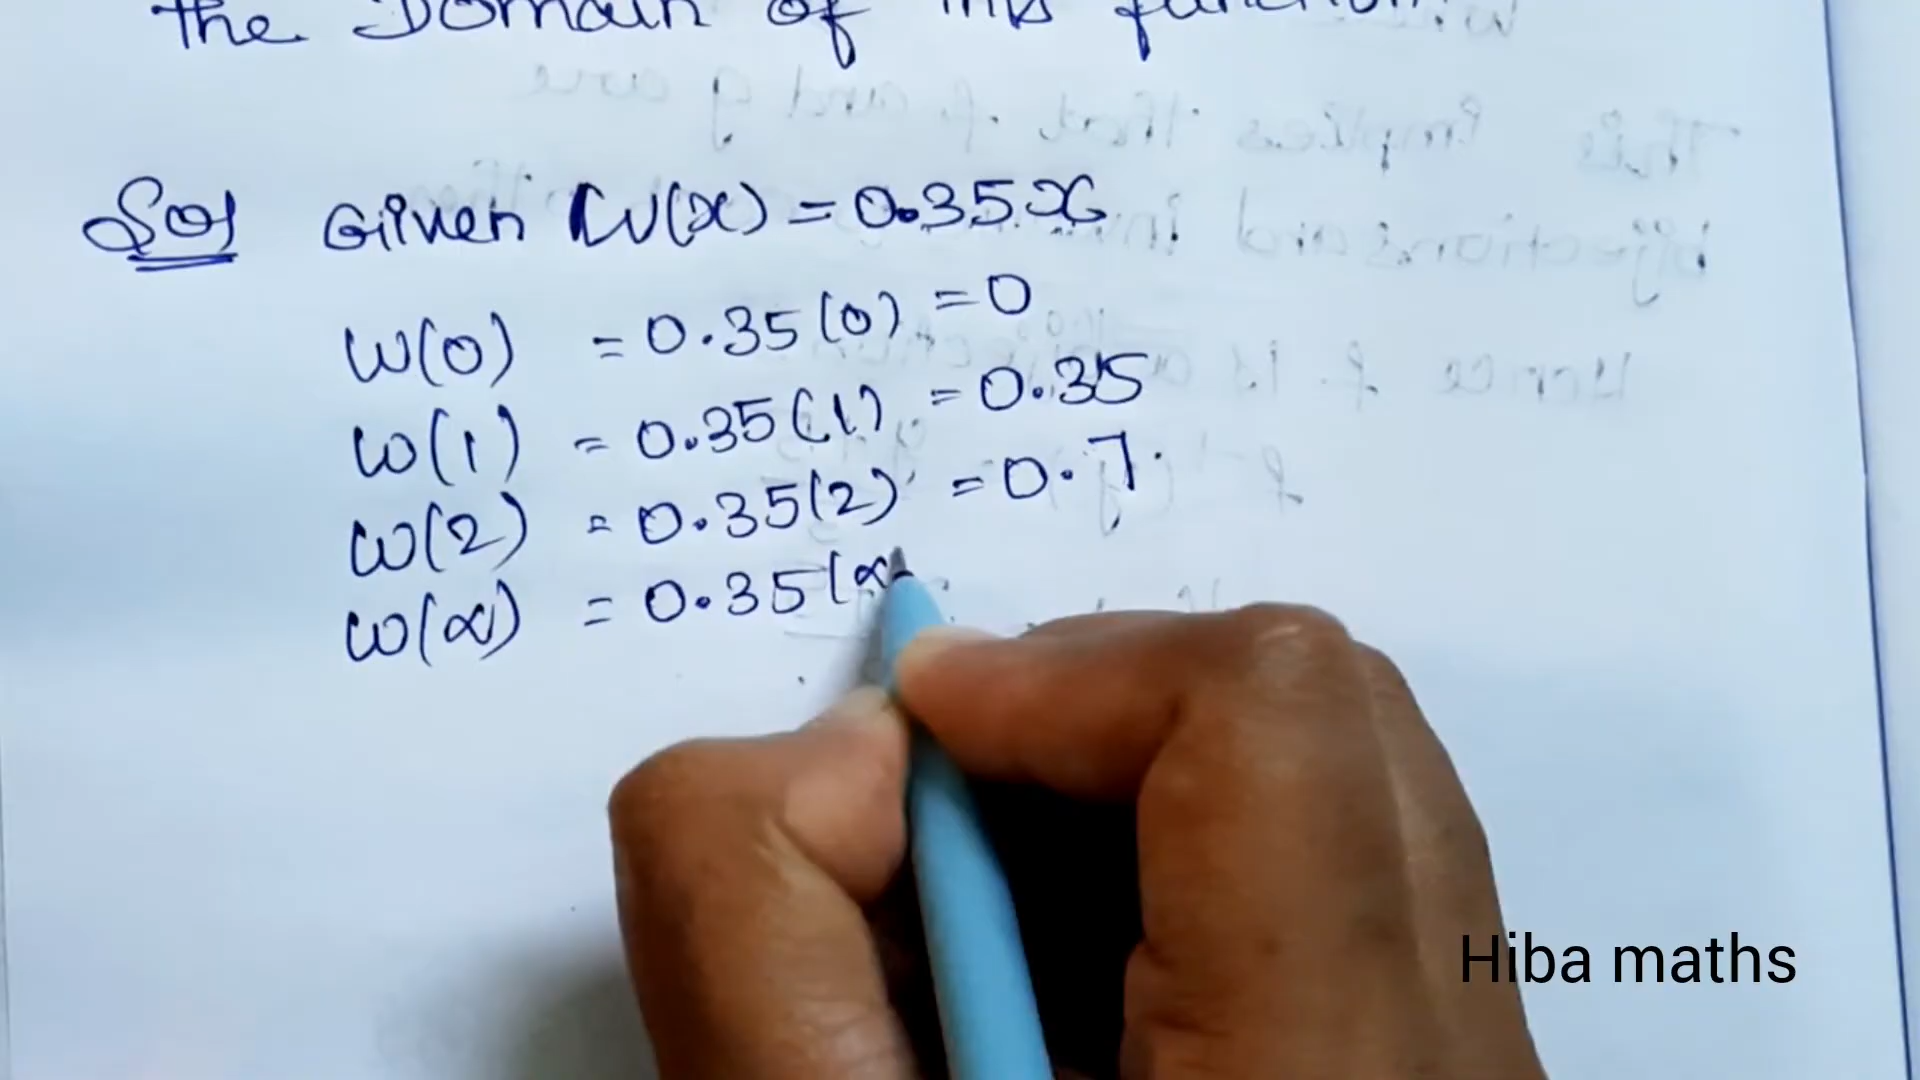 the Domain of this function.
Sol Given W(x) = 0.35x
W(0) = 0.35(0) = 0
W(1) = 0.35(1) = 0.35
W(2) = 0.35(2) = 0.7.
W(∝) = 0.35(∝
Hiba maths